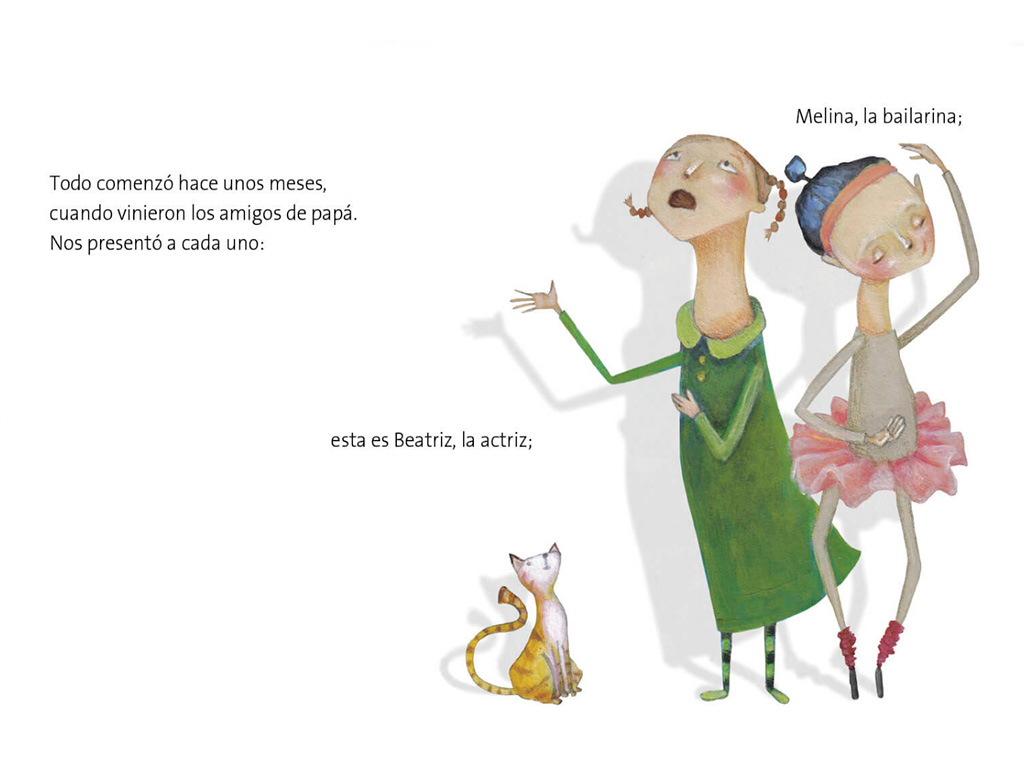 Todo comenzó hace unos meses,
cuando vinieron los amigos de papá.
Nos presentó a cada uno:
esta es Beatriz, la actriz;
Melina, la bailarina;